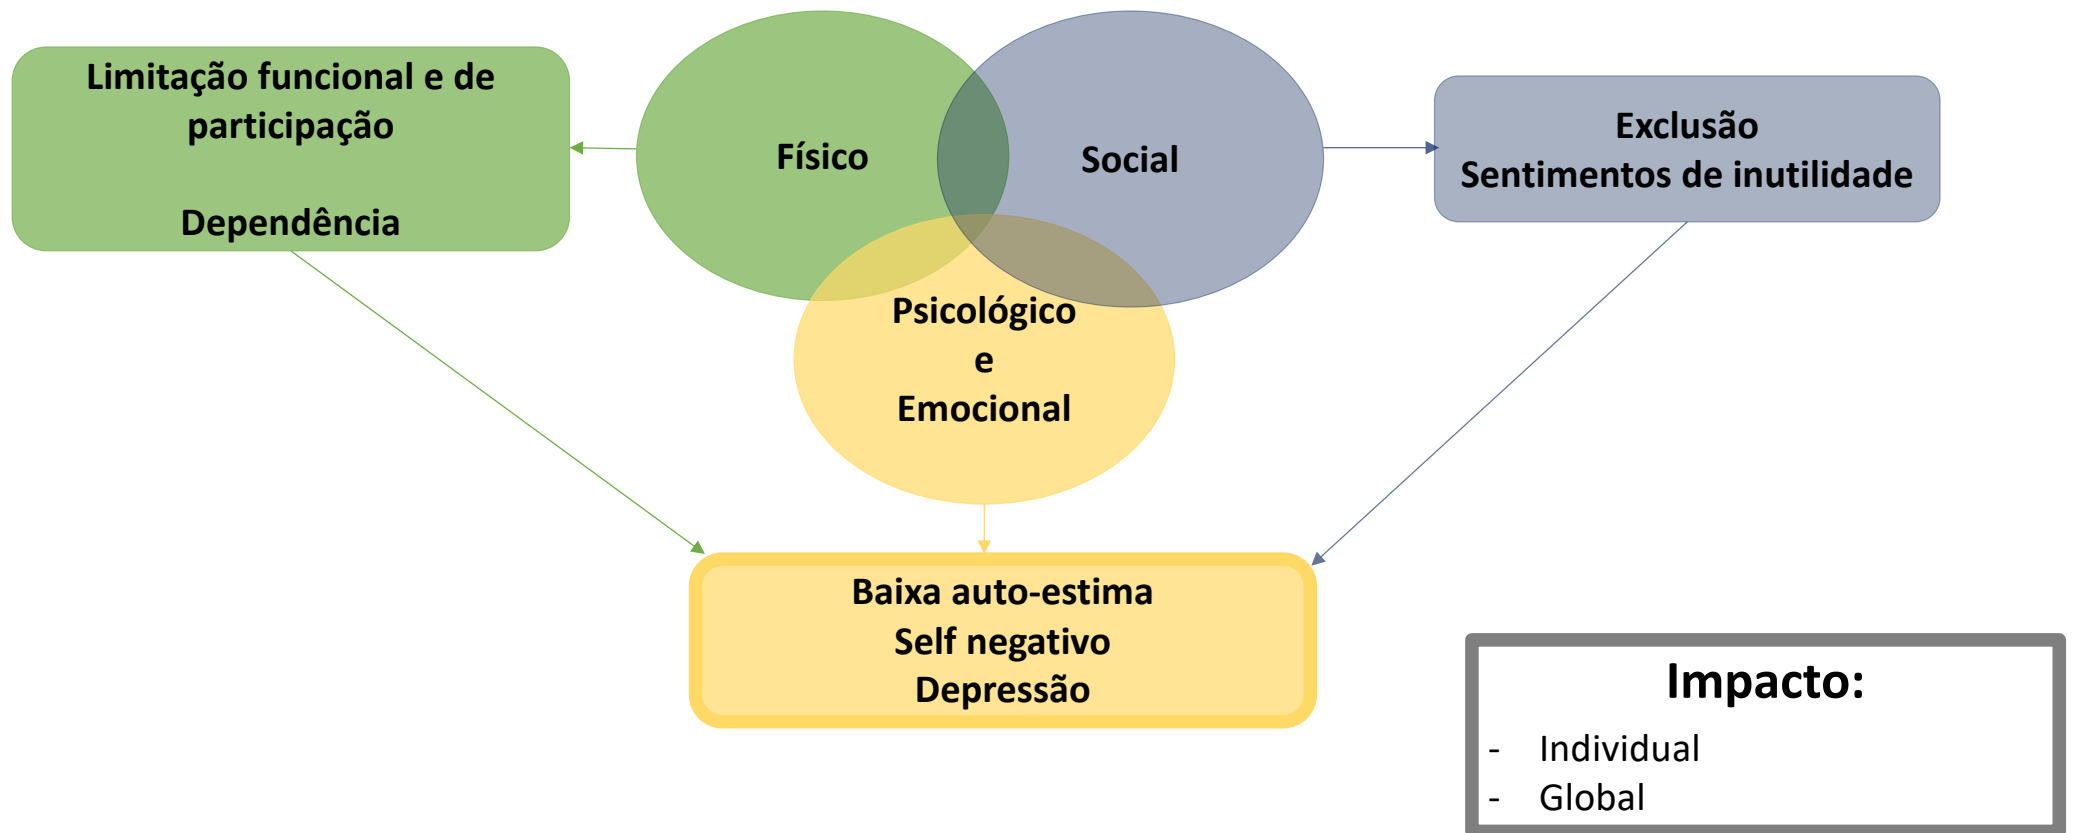 Limitação funcional e de
participação
Dependência
Físico
Social
Exclusão
Sentimentos de inutilidade
Psicológico
e
Emocional
Baixa auto-estima
Self negativo
Depressão
Impacto:
- Individual
- Global